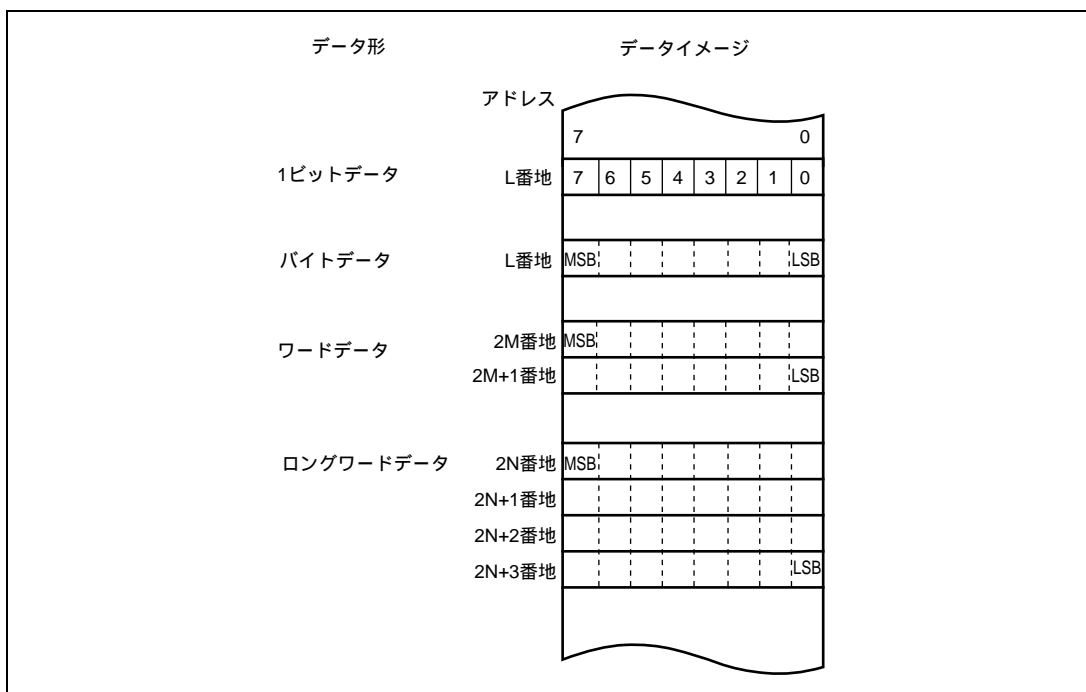 データ形 データイメージ
アドレス
7 0
1ビットデータ L番地 7 6 5 4 3 2 1 0
バイトデータ L番地 MSB LSB
ワードデータ 2M番地 MSB
2M+1番地 LSB
ロングワードデータ 2N番地 MSB
2N+1番地
2N+2番地
2N+3番地 LSB